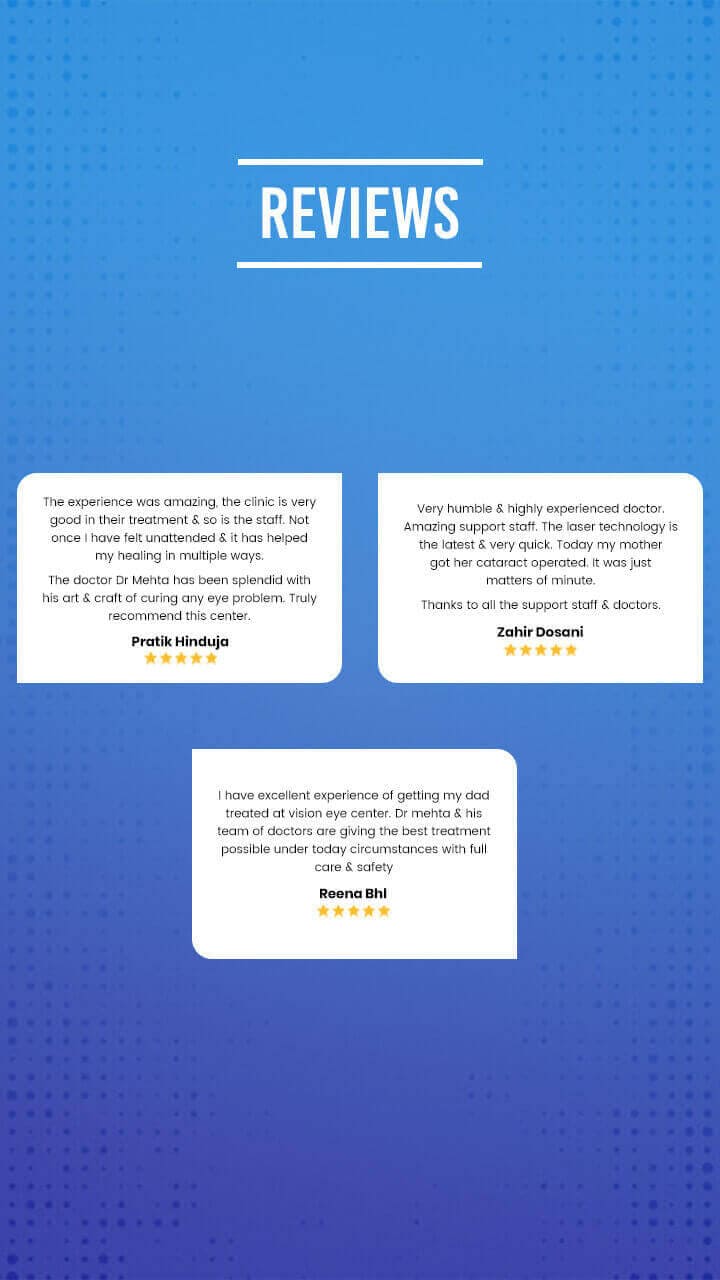 REVIEWS
The experience was amazing, the clinic is very
good in their treatment & so is the staff. Not
once I have felt unattended & it has helped
my healing in multiple ways.
The doctor Dr Mehta has been splendid with
his art & craft of curing any eye problem. Truly
recommend this center.
Pratik Hinduja
Very humble & highly experienced doctor.
Amazing support staff. The laser technology is
the latest & very quick. Today my mother
got her cataract operated. It was just
matters of minute.
Thanks to all the support staff & doctors.
Zahir Dosani
I have excellent experience of getting my dad
treated at vision eye center. Dr mehta & his
team of doctors are giving the best treatment
possible under today circumstances with full
care & safety
Reena Bhl